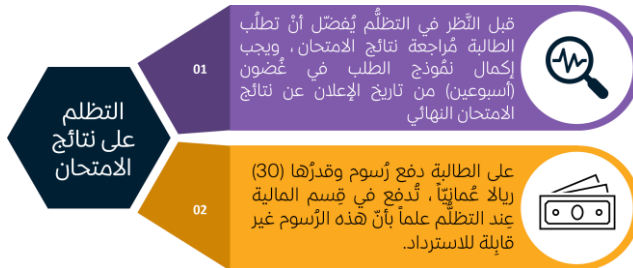 التظلم
على نتائج
الامتحان
01
قبل النَّظر في التظلُّم يُفضّل أنْ تطلُب
الطالبة مُراجعة نتائج الامتحان، ويجب
إكمال نمُوذج الطلب في غُضون
(أسبوعين) من تاريخ الإعلان عن نتائج
الامتحان النهائي
02
على الطالبة دفع رُسوم وقدرُها (30)
ريالا عُمانيّاً، تُدفع في قِسم المالية
عِند التظلُّم علماً بأنّ هذه الرُسوم غير
قابِلة للاسترداد.